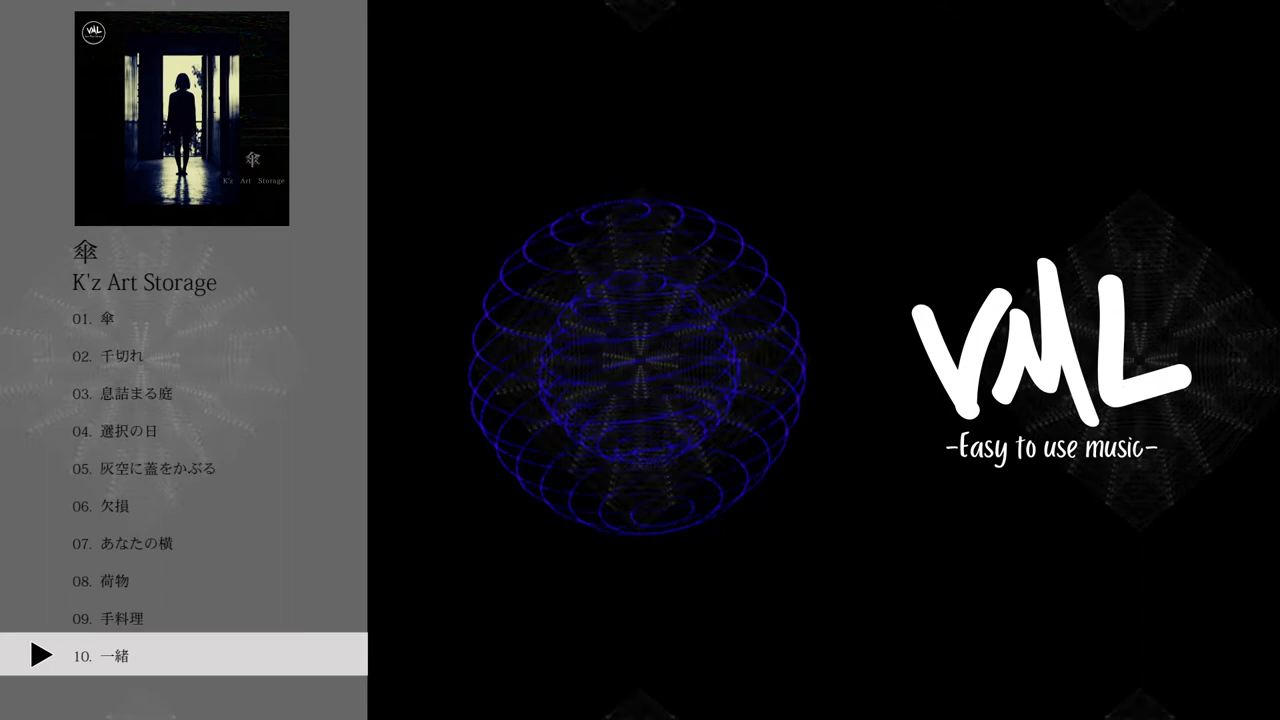 VML
傘
K'z Art Storage
傘
K'z Art Storage
01. 傘
02. 千切れ
03. 息詰まる庭
04. 選択の日
05. 灰空に蓋をかぶる
06. 欠損
07. あなたの横
08. 荷物
09. 手料理
10. 一緒
VML
-Easy to use music-